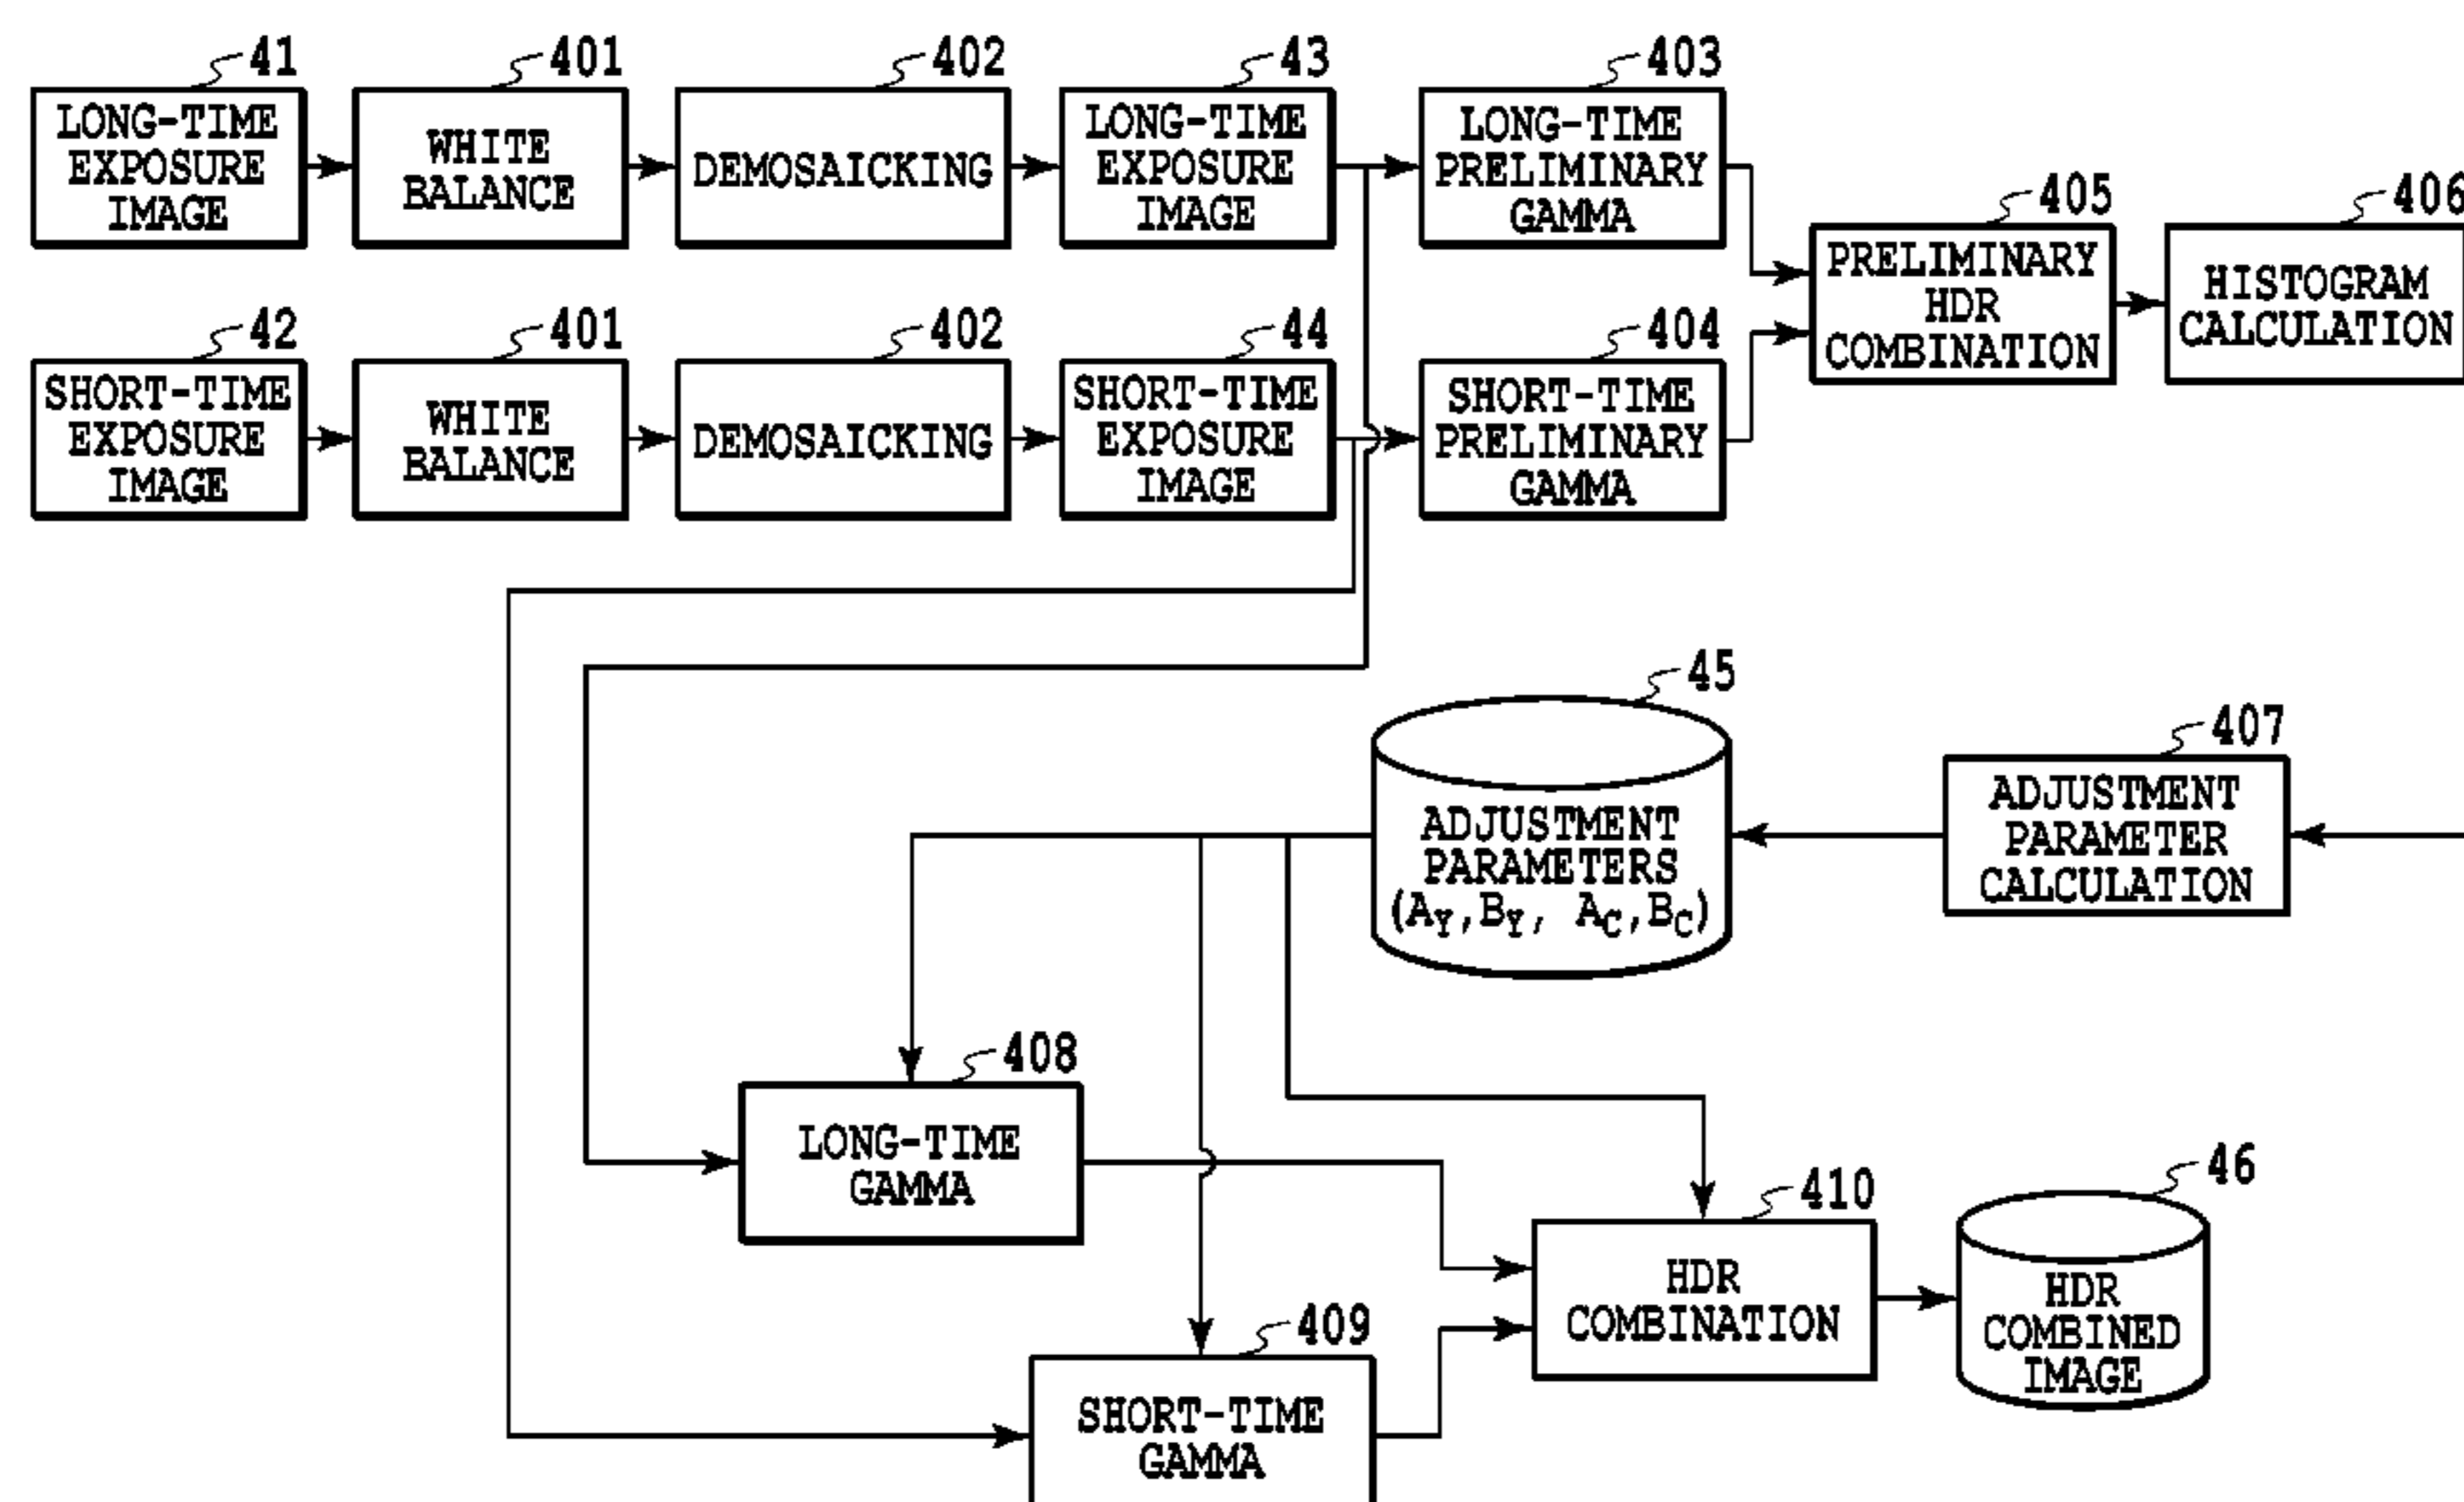 41
401
402
43
403
LONG-TIME
EXPOSURE
IMAGE
WHITE
BALANCE
DEMOSAICKING
LONG-TIME
EXPOSURE
IMAGE
LONG-TIME
PRELIMINARY
GAMMA
405
406
PRELIMINARY
HDR
COMBINATION
HISTOGRAM
CALCULATION
42
401
402
44
404
SHORT-TIME
EXPOSURE
IMAGE
WHITE
BALANCE
DEMOSAICKING
SHORT-TIME
EXPOSURE
IMAGE
SHORT-TIME
PRELIMINARY
GAMMA
45
407
ADJUSTMENT
PARAMETERS
(AY,BY, AC,BC)
ADJUSTMENT
PARAMETER
CALCULATION
408
LONG-TIME
GAMMA
410
46
HDR
COMBINATION
HDR
COMBINED
IMAGE
409
SHORT-TIME
GAMMA